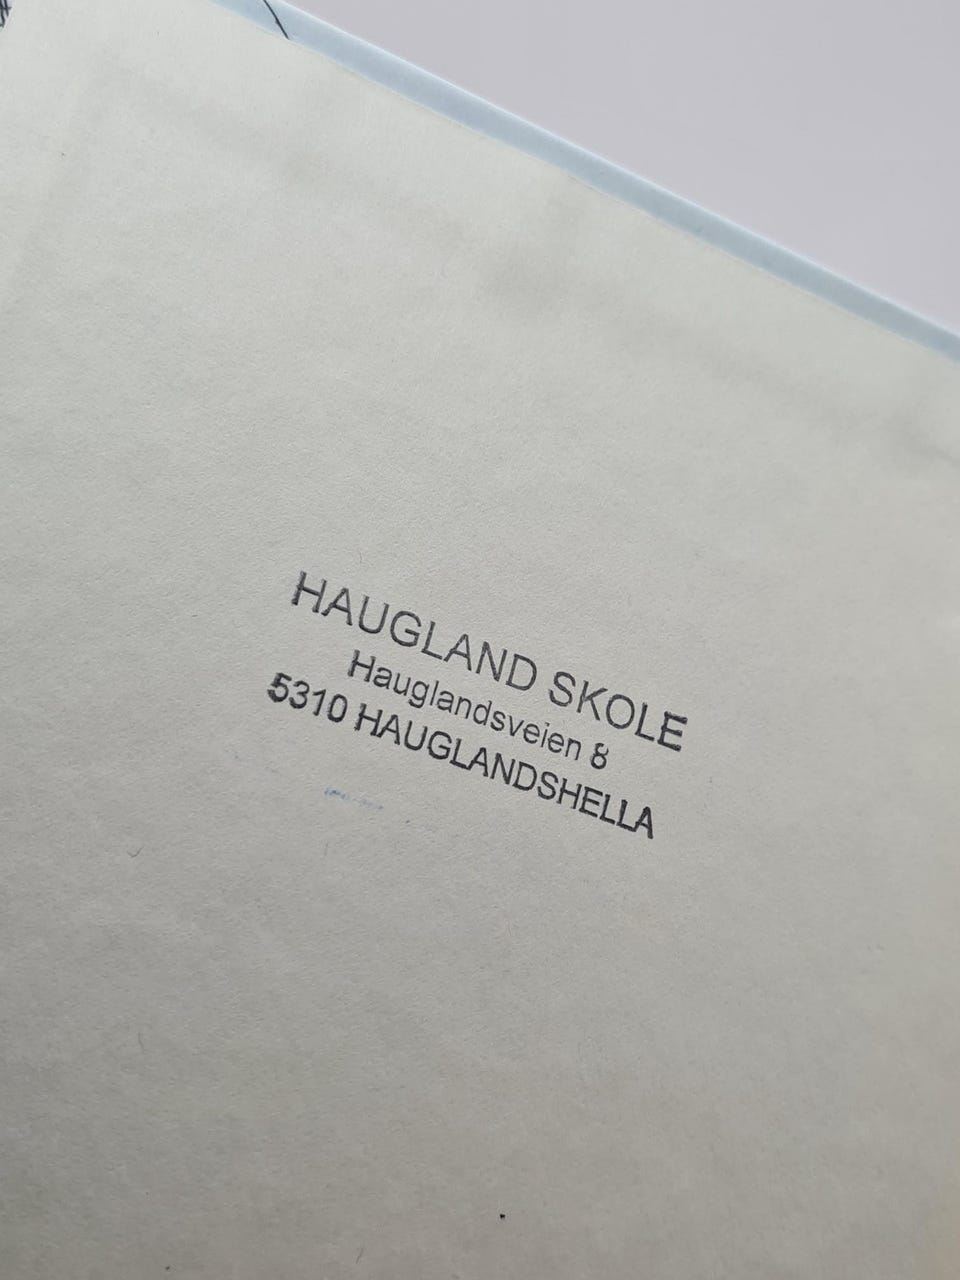 HAUGLAND SKOLE
Hauglandsveien 8
5310 HAUGLANDSHELLA